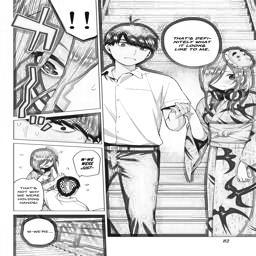 THAT'S DEFI-
NITELY WHAT
IT LOOKS
LIKE TO ME.
!!
W-WE
WERE
JUST-
THAT'S NOT
WHY WE
WERE
HOLDING
HANDS!
W-WE'RE...